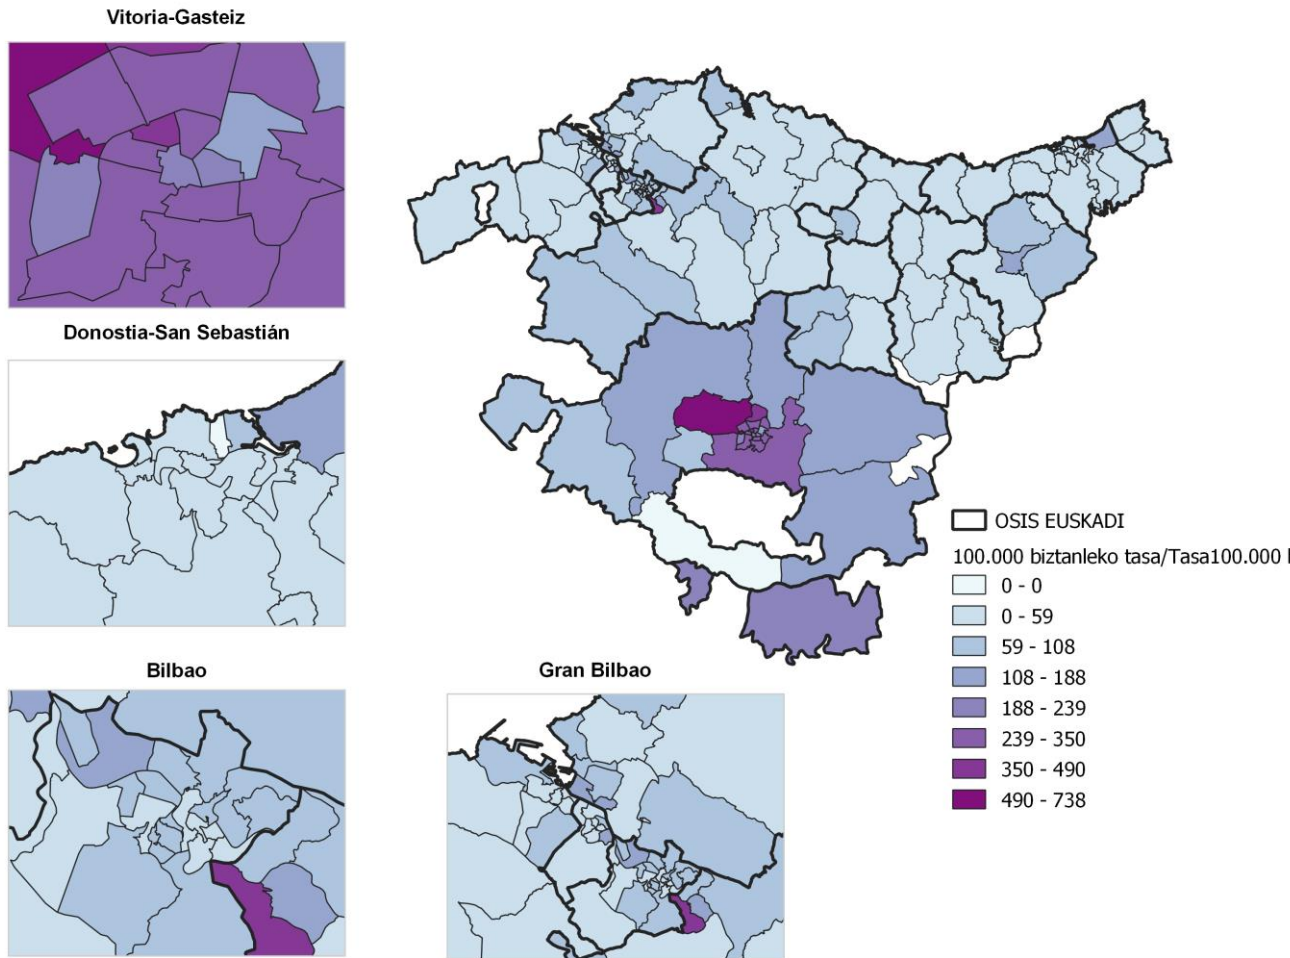 Vitoria-Gasteiz
Donostia-San Sebastián
Bilbao
Gran Bilbao
OSIS EUSKADI
100.000 biztanleko tasa/Tasa100.000
0 - 0
0 - 59
59 - 108
108 - 188
188 - 239
239 - 350
350 - 490
490 - 738